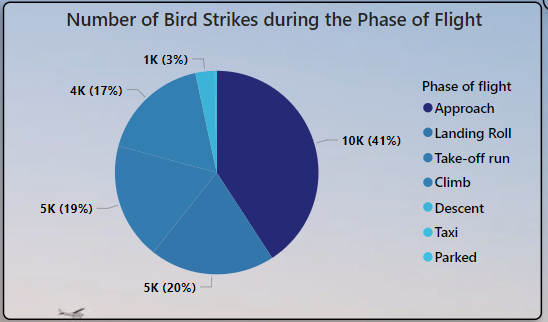 Number of Bird Strikes during the Phase of Flight
1K (3%)
4K (17%)
10K (41%)
5K (19%)
5K (20%)
Phase of flight
Approach
Landing Roll
Take-off run
Climb
Descent
Taxi
Parked